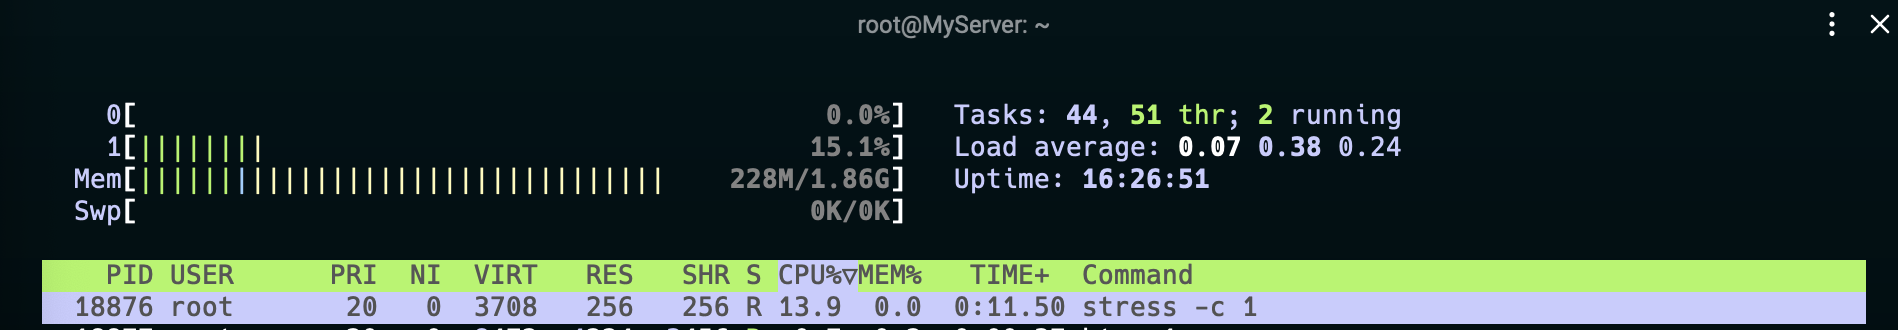 root@MyServer: ~
0[ 0.0%] Tasks: 44, 51 thr; 2 running
1[||||||||| 15.1%] Load average: 0.07 0.38 0.24
Mem[||||||||||||||||||||||||||||||||| 228M/1.86G] Uptime: 16:26:51
Swp[ 0K/0K]
PID USER PRI NI VIRT RES SHR S CPU%▽MEM% TIME+ Command
18876 root 20 0 3708 256 256 R 13.9 0.0 0:11.50 stress -c 1